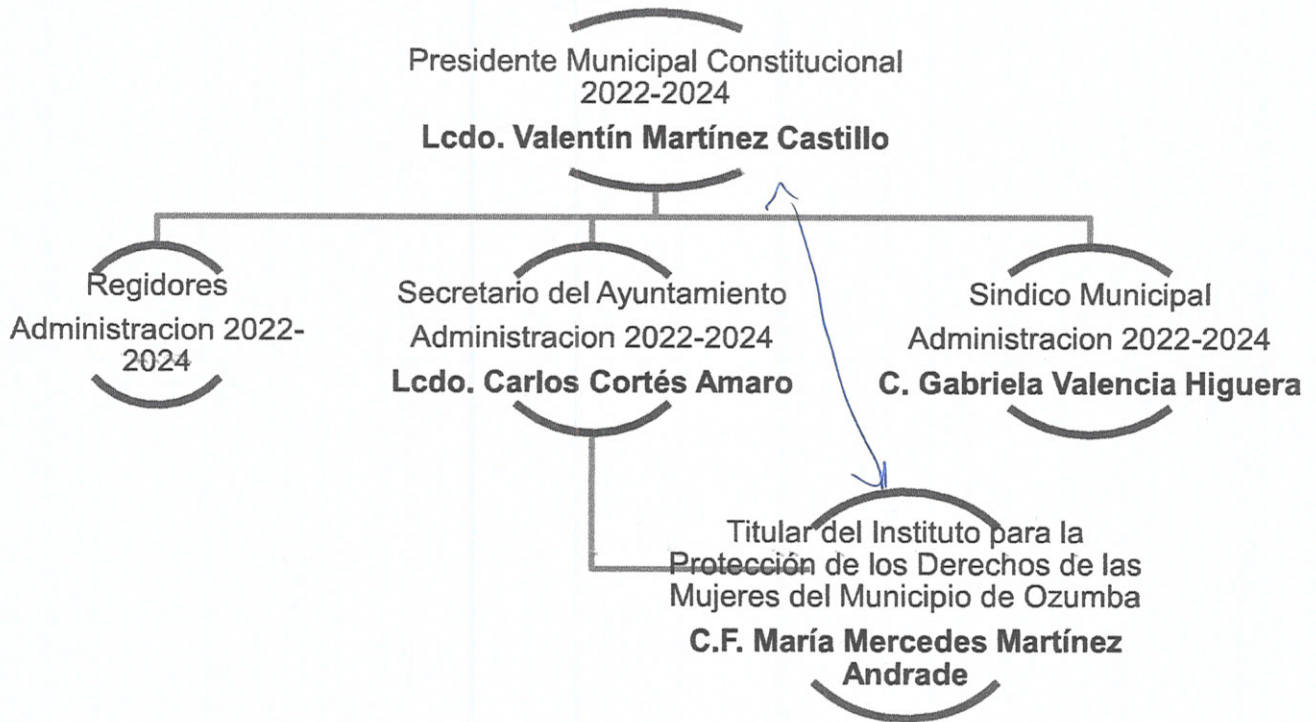 Presidente Municipal Constitucional
2022-2024
Lcdo. Valentín Martínez Castillo
Regidores
Administracion 2022-
2024
Secretario del Ayuntamiento
Administracion 2022-2024
Lcdo. Carlos Cortés Amaro
Sindico Municipal
Administracion 2022-2024
C. Gabriela Valencia Higuera
Titular del Instituto para la
Protección de los Derechos de las
Mujeres del Municipio de Ozumba
C.F. María Mercedes Martínez
Andrade